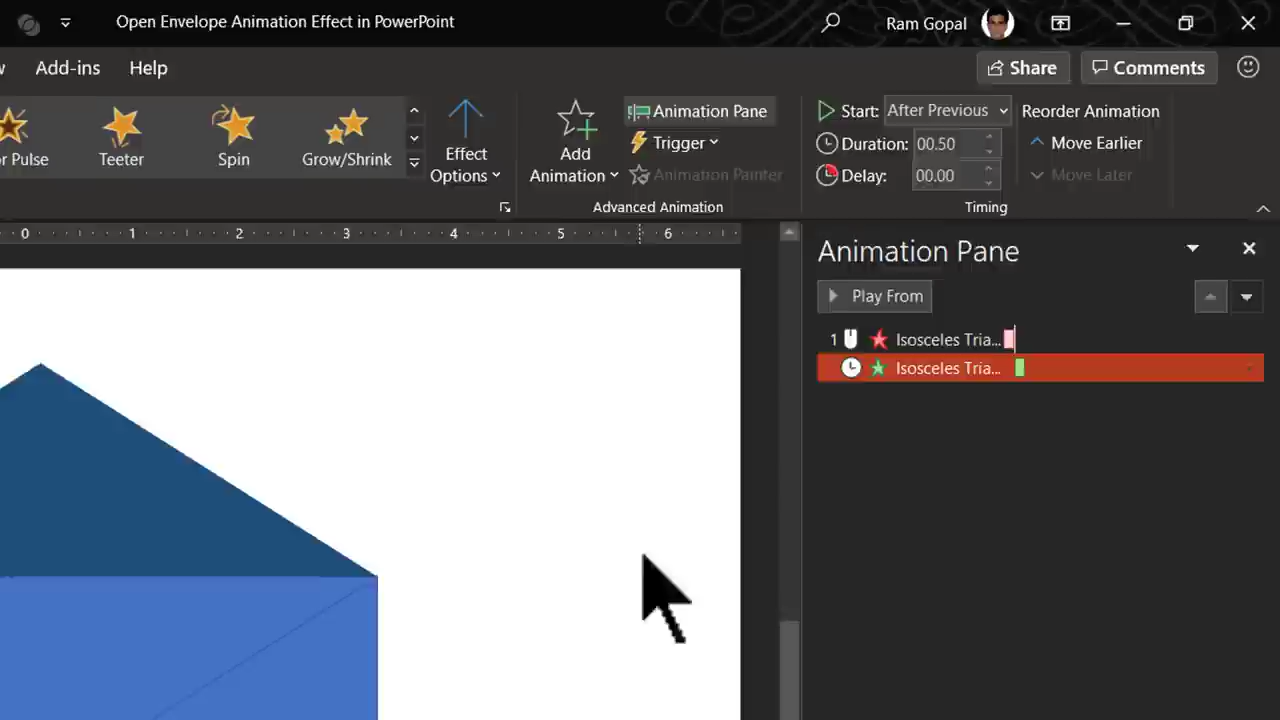 Open Envelope Animation Effect in PowerPoint
Ram Gopal
Add-ins Help
Share
Comments
Pulse
Teeter
Spin
Grow/Shrink
Effect
Options
Add
Animation
Animation Pane
Trigger
Animation Painter
Advanced Animation
Start: After Previous
Duration: 00.50
Delay: 00.00
Reorder Animation
Move Earlier
Move Later
Timing
0 1 2 3 4 5 6
Animation Pane
Play From
1 Isosceles Tria...
Isosceles Tria...